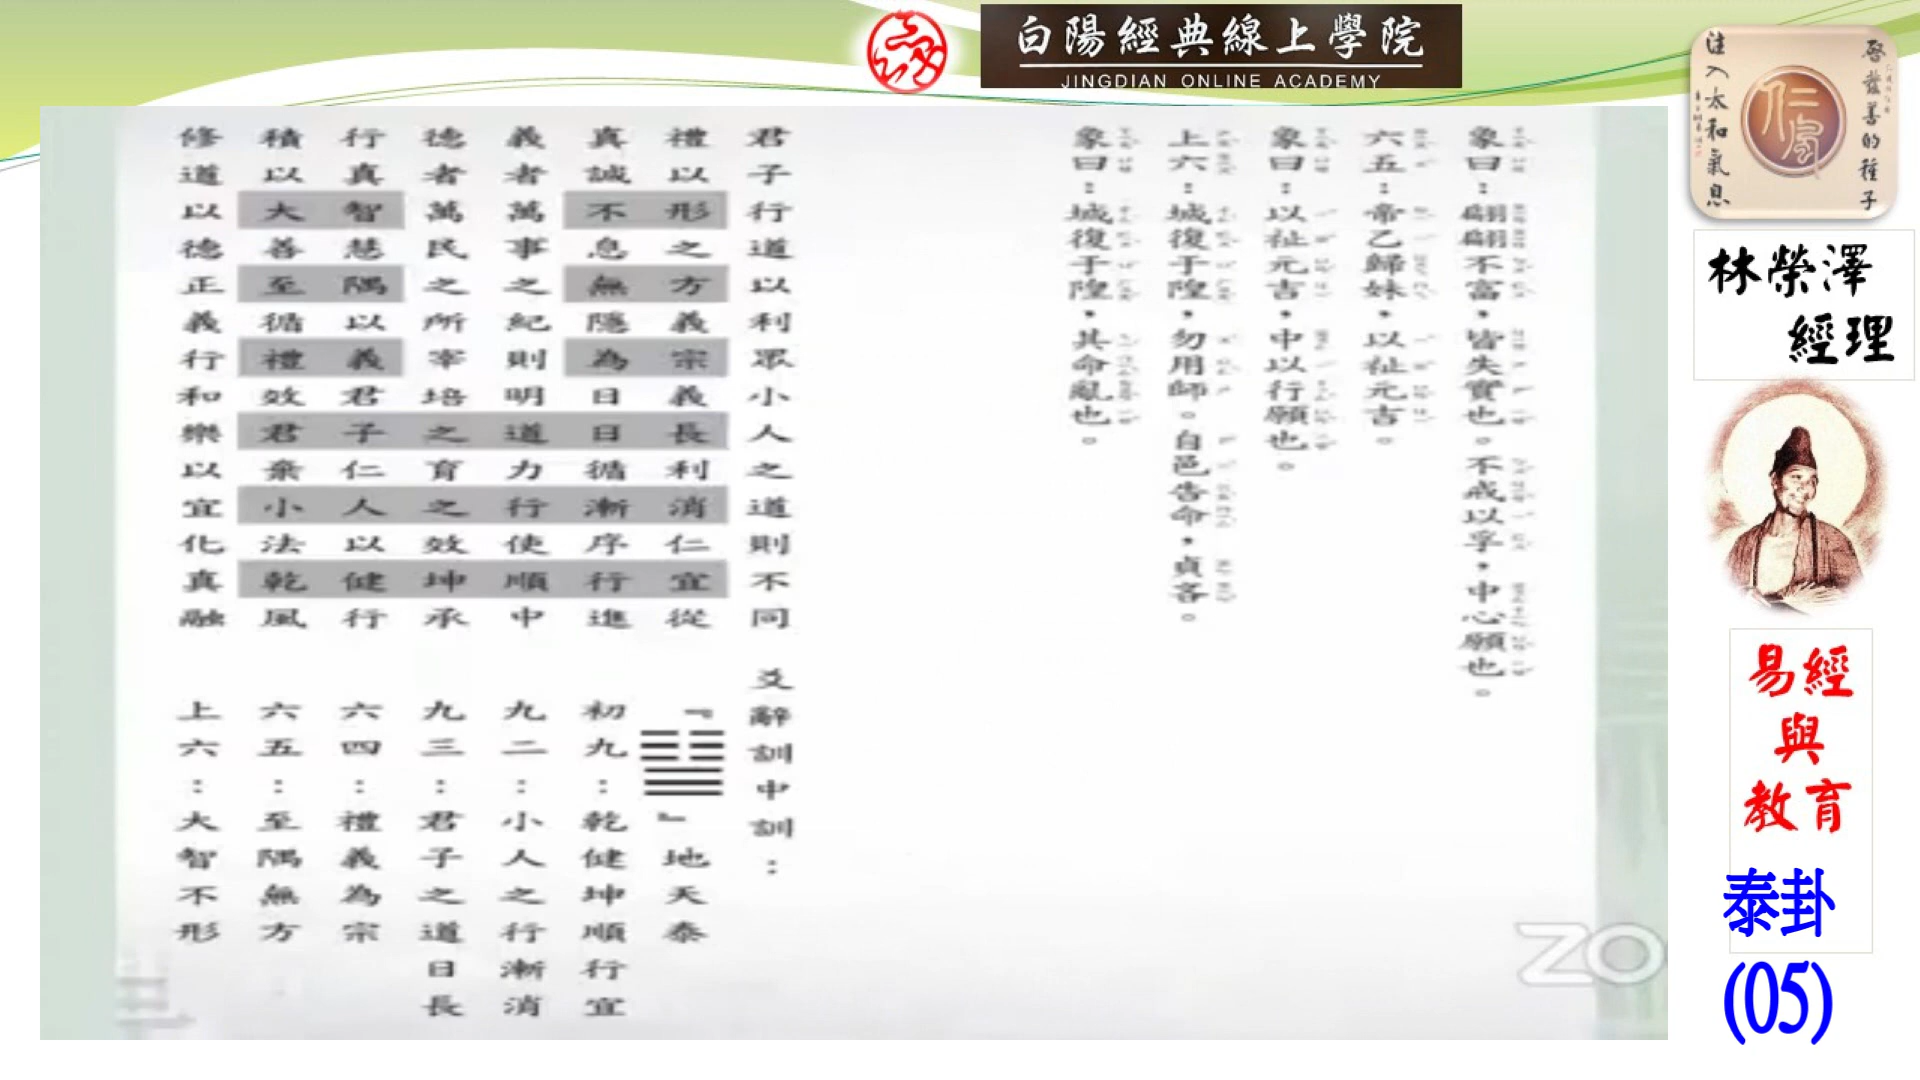 白陽經典線上學院
JINGDIAN ONLINE ACADEMY
啓發善的種子
注入太和氣息
仁風
林榮澤
經理
易經
與
教育
泰卦
(05)
象曰：翩翩不富，皆失實也。不戒以孚，中心願也。
六五：帝乙歸妹，以祉元吉。
象曰：以祉元吉，中以行願也。
上六：城復于隍，勿用師。自邑告命，貞吝。
象曰：城復于隍，其命亂也。
君子行道以利眾小人之道則不同
禮以形之方義宗義長利消仁宜從
真誠不息無隱為日日循漸序行進
義者萬事之紀則明道力行使順中
德者萬民之所宰培之育之效坤承
行真智慈隅以義君子仁人以健行
積以大善至循禮效君棄小法乾風
修道以德正義行和樂以宜化真融
爻辭訓中訓：
『䷊』地天泰
初九：乾健坤順行宜
九二：小人之行漸消
九三：君子之道日長
六四：禮義為宗
六五：至隅無方
上六：大智不形
ZO